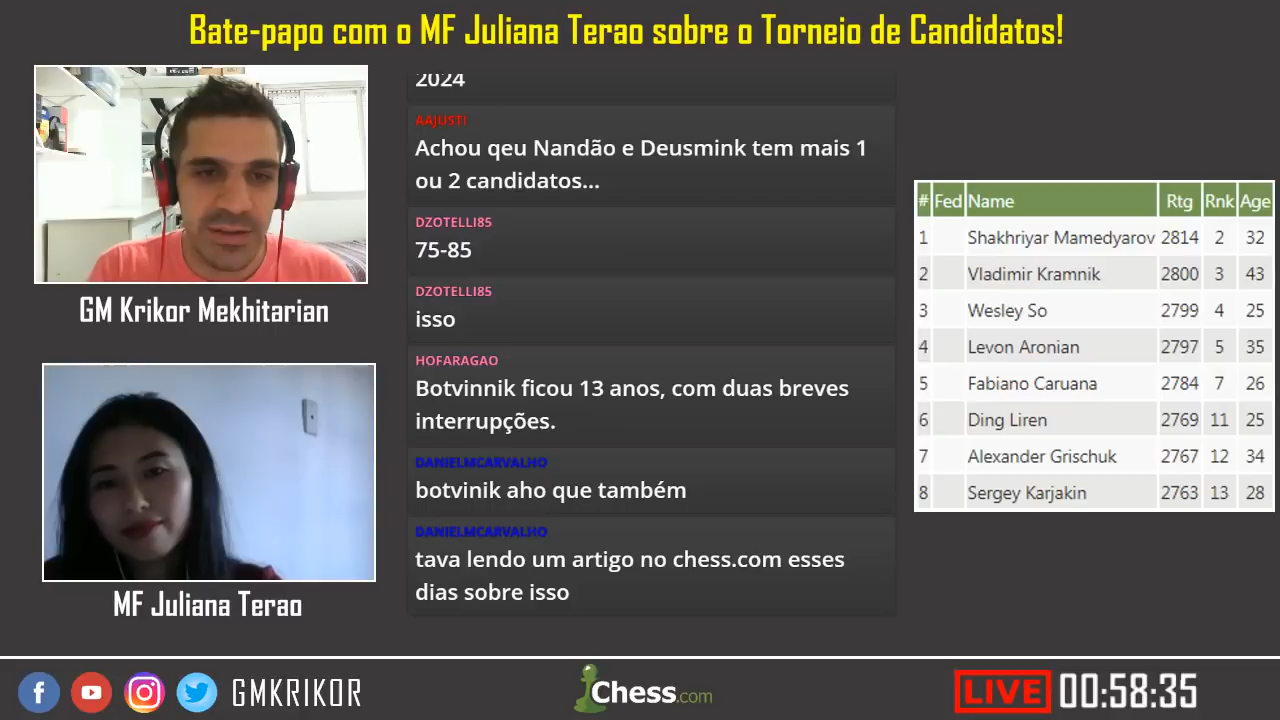 Bate-papo com o MF Juliana Terao sobre o Torneio de Candidatos!
GM Krikor Mekhitarian
MF Juliana Terao
2024
AAJUSTI
Achou qeu Nandão e Deusmink tem mais 1
ou 2 candidatos...
DZOTELLI85
75-85
DZOTELLI85
isso
HOFARAGAO
Botvinnik ficou 13 anos, com duas breves
interrupções.
DANIELMCARVALHO
botvinik aho que também
DANIELMCARVALHO
tava lendo um artigo no chess.com esses
dias sobre isso
# Fed Name Rtg Rnk Age
1 Shakhriyar Mamedyarov 2814 2 32
2 Vladimir Kramnik 2800 3 43
3 Wesley So 2799 4 25
4 Levon Aronian 2797 5 35
5 Fabiano Caruana 2784 7 26
6 Ding Liren 2769 11 25
7 Alexander Grischuk 2767 12 34
8 Sergey Karjakin 2763 13 28
GMKRIKOR
Chess.com
LIVE 00:58:35